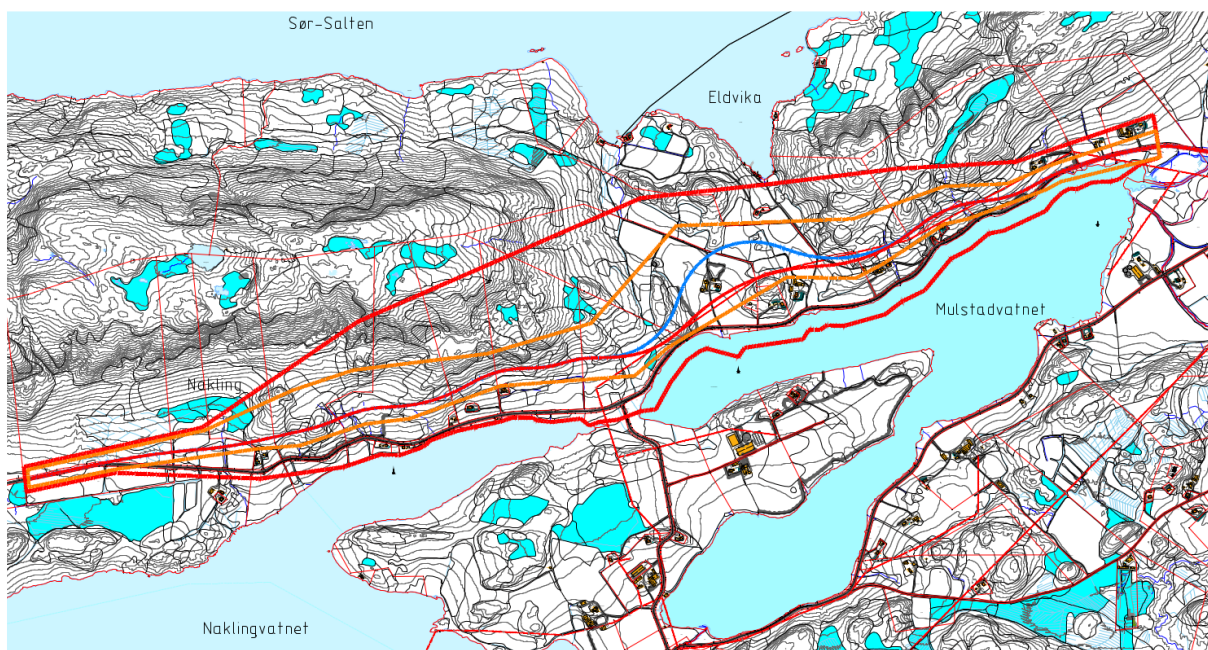 Sør-Salten
Eldvika
Mulstadvatnet
Nakling
Naklingvatnet